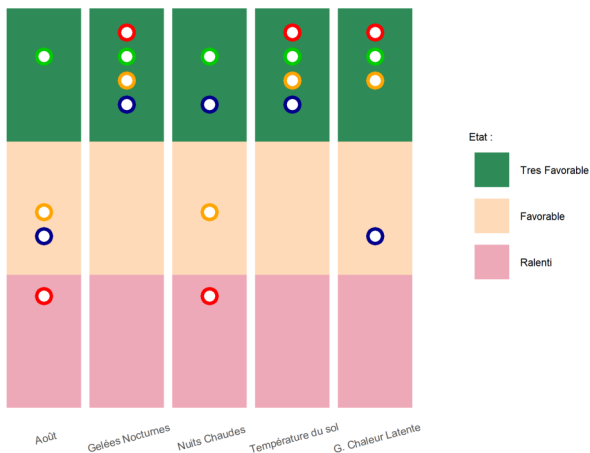 Etat :
Tres Favorable
Favorable
Ralenti
Août
Gelées Nocturnes
Nuits Chaudes
Température du sol
G. Chaleur Latente